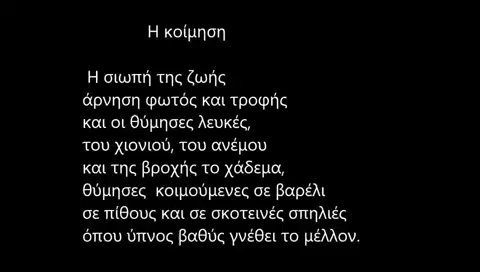 Η κοίμηση
Η σιωπή της ζωής
άρνηση φωτός και τροφής
και οι θύμησες λευκές,
του χιονιού, του ανέμου
και της βροχής το χάδεμα,
θύμησες κοιμούμενες σε βαρέλι
σε πίθους και σε σκοτεινές σπηλιές
όπου ύπνος βαθύς γνέθει το μέλλον.